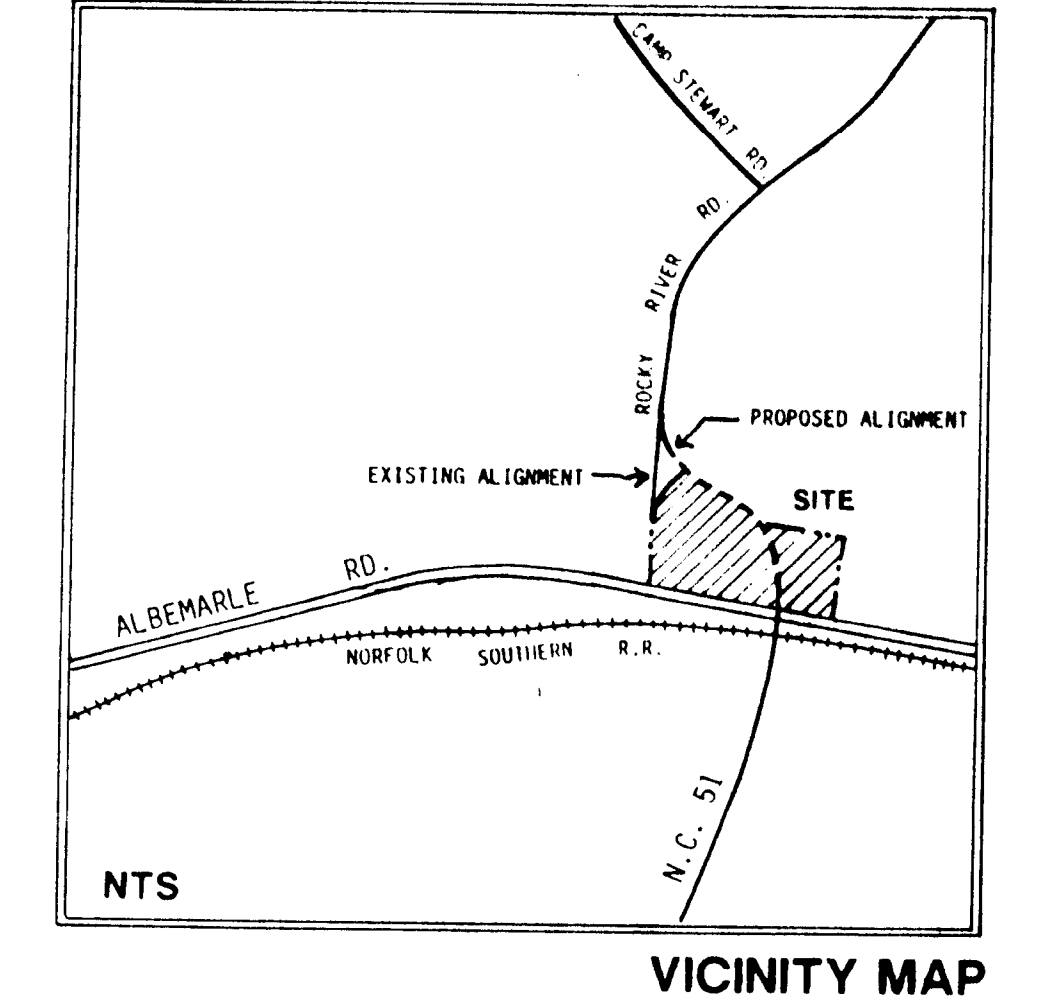 CAMP STEWART RD.
ROCKY RIVER RD.
PROPOSED ALIGNMENT
EXISTING ALIGNMENT
SITE
ALBEMARLE RD.
NORFOLK SOUTHERN R.R.
N.C. 51
NTS
VICINITY MAP